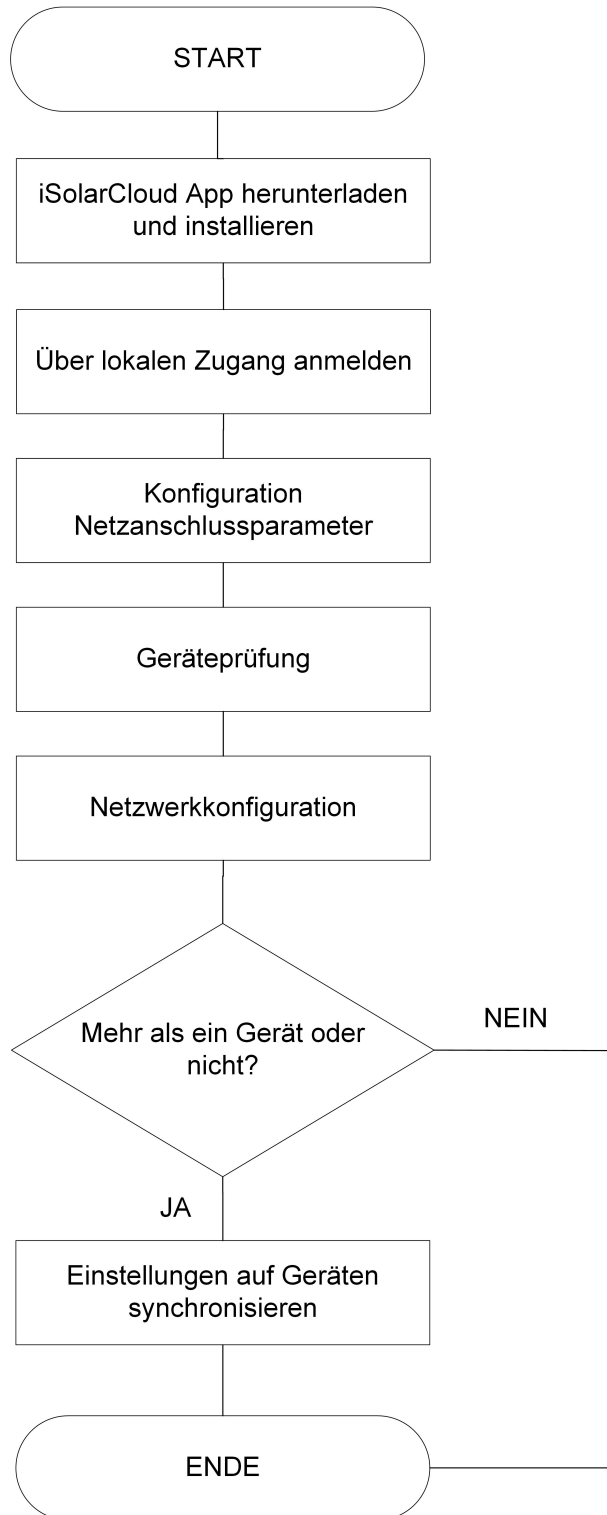 START
iSolarCloud App herunterladen
und installieren
Über lokalen Zugang anmelden
Konfiguration
Netzanschlussparameter
Geräteprüfung
Netzwerkkonfiguration
Mehr als ein Gerät oder
nicht?
NEIN
JA
Einstellungen auf Geräten
synchronisieren
ENDE